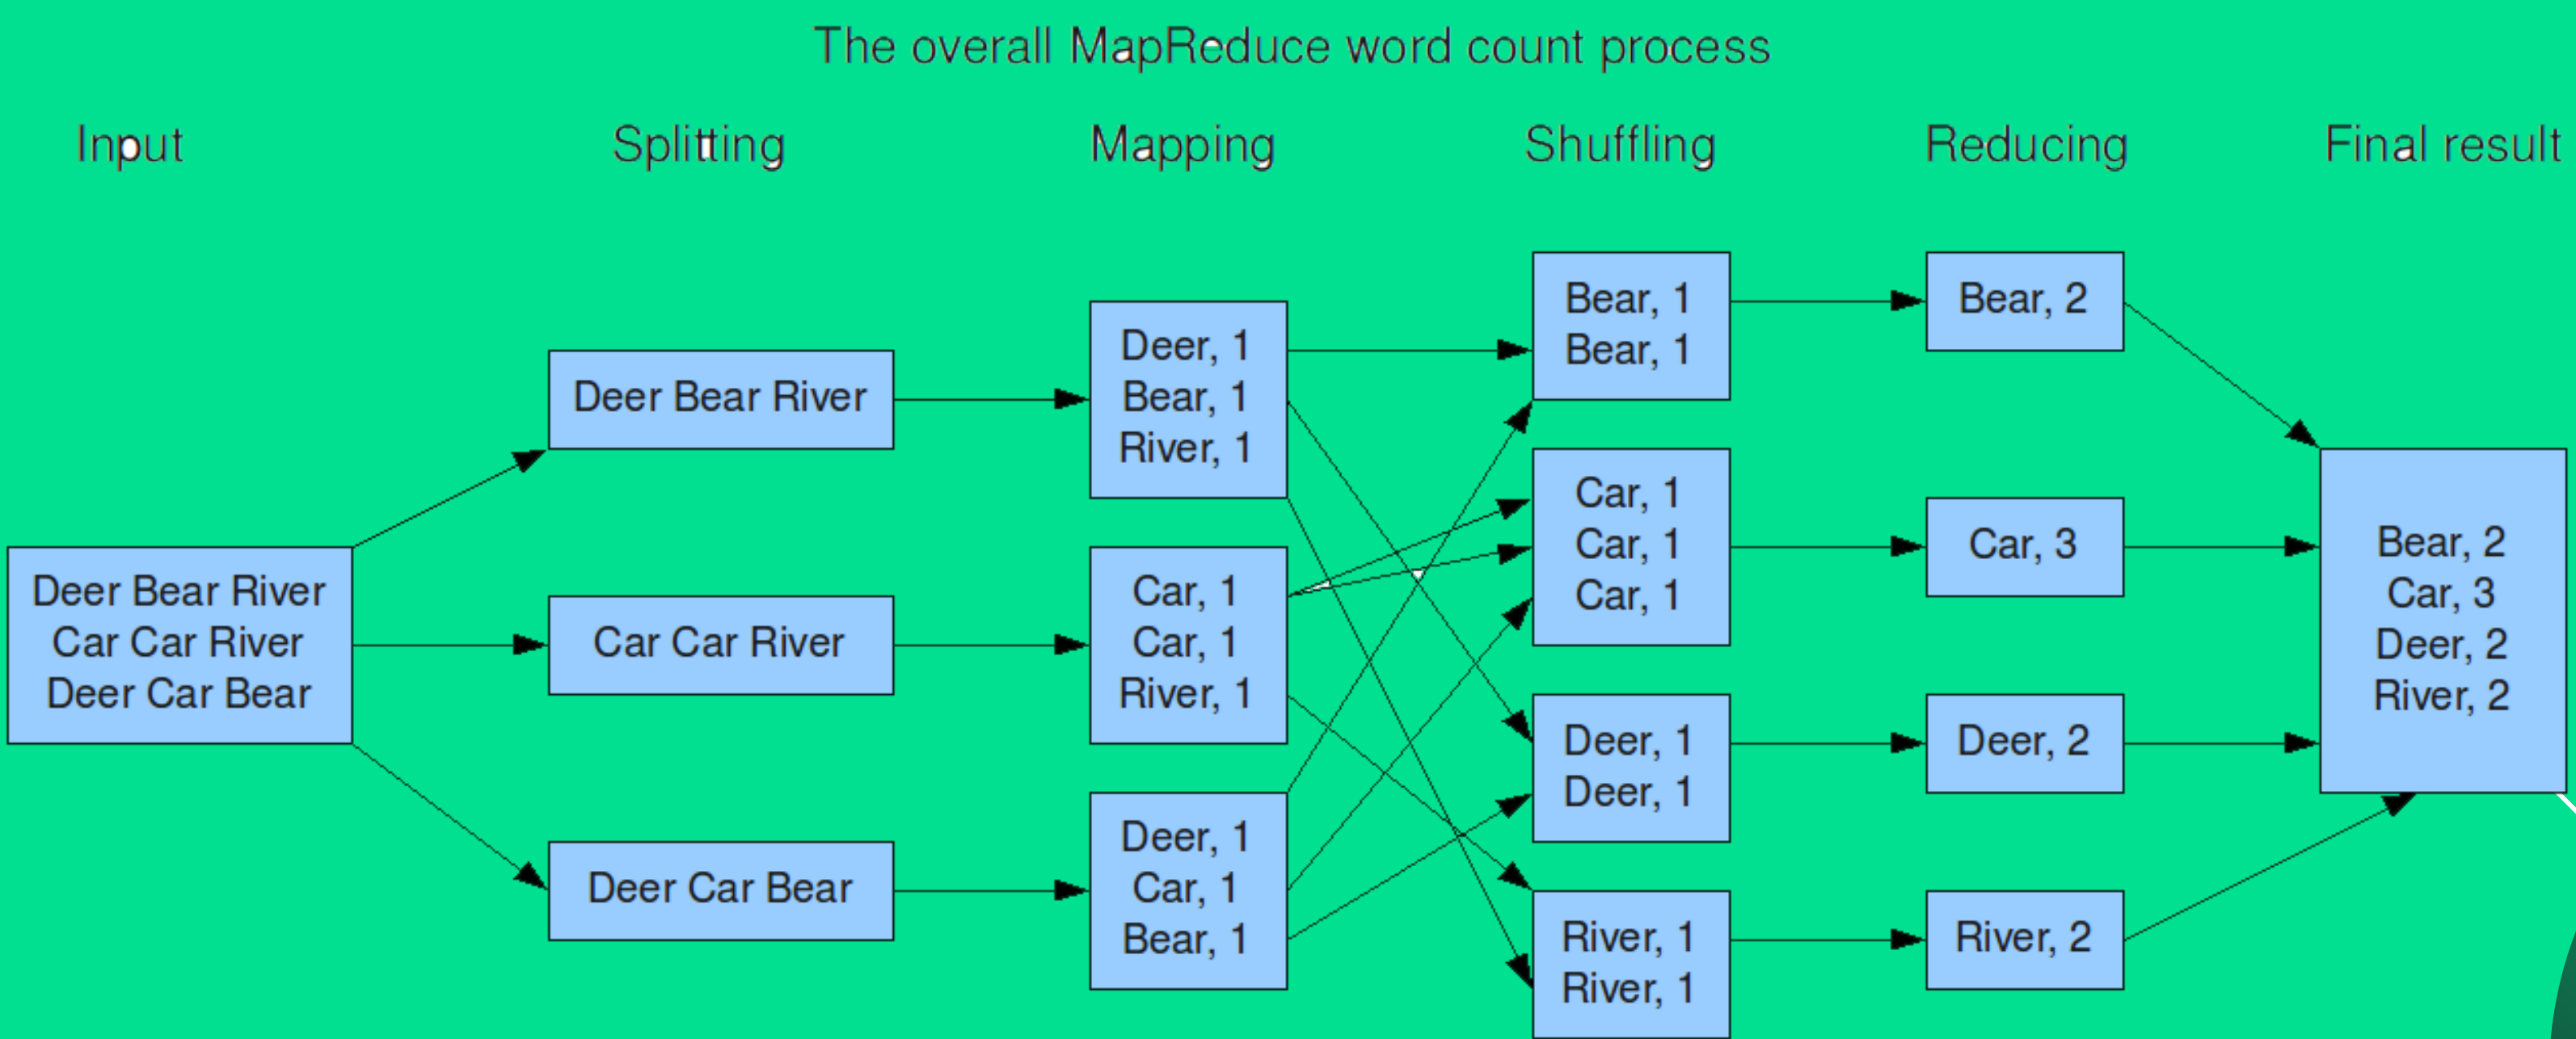 The overall MapReduce word count process
Input
Splitting
Mapping
Shuffling
Reducing
Final result
Deer Bear River
Car Car River
Deer Car Bear
Deer Bear River
Car Car River
Deer Car Bear
Deer, 1
Bear, 1
River, 1
Car, 1
Car, 1
River, 1
Deer, 1
Car, 1
Bear, 1
Bear, 1
Bear, 1
Car, 1
Car, 1
Car, 1
Deer, 1
Deer, 1
River, 1
River, 1
Bear, 2
Car, 3
Deer, 2
River, 2
Bear, 2
Car, 3
Deer, 2
River, 2